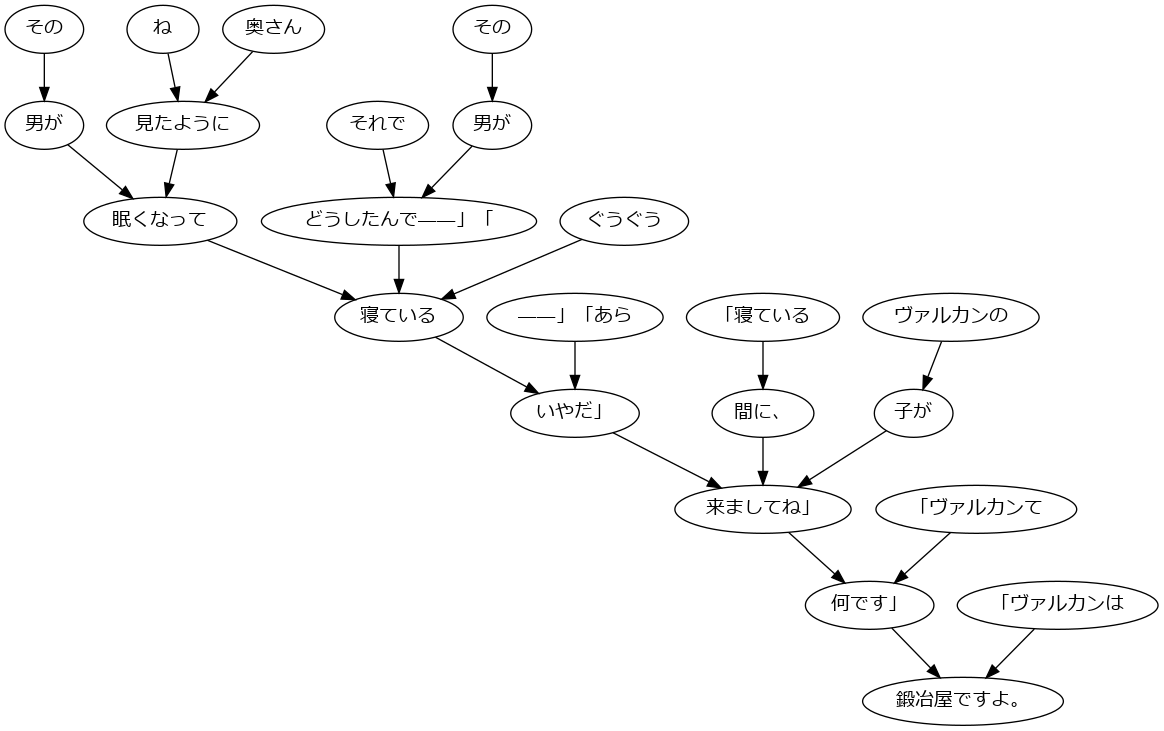 その
ね
奥さん
その
男が
見たように
それで
男が
眠くなって
どうしたんで――」「
ぐうぐう
寝ている
――」「あら
「寝ている
ヴァルカンの
いやだ」
間に、
子が
来ましてね」
「ヴァルカンて
何です」
「ヴァルカンは
鍛冶屋ですよ。